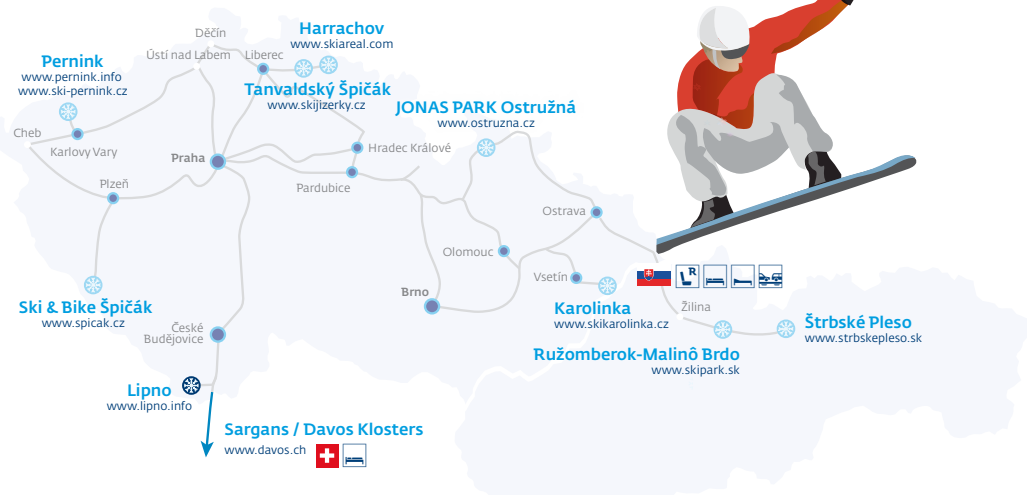 Děčín
Harrachov
www.skiareal.com
Ústí nad Labem
Liberec
Pernink
www.pernink.info
www.ski-pernink.cz
Tanvaldský Špičák
www.skijizerky.cz
JONAS PARK Ostružná
www.ostruzna.cz
Cheb
Karlovy Vary
Praha
Hradec Králové
Plzeň
Pardubice
Ostrava
Olomouc
Vsetín
R
Brno
Ski & Bike Špičák
www.spicak.cz
Karolinka
www.skikarolinka.cz
Žilina
Štrbské Pleso
www.strbskepleso.sk
České
Budějovice
Ružomberok-Malinô Brdo
www.skipark.sk
Lipno
www.lipno.info
Sargans / Davos Klosters
www.davos.ch